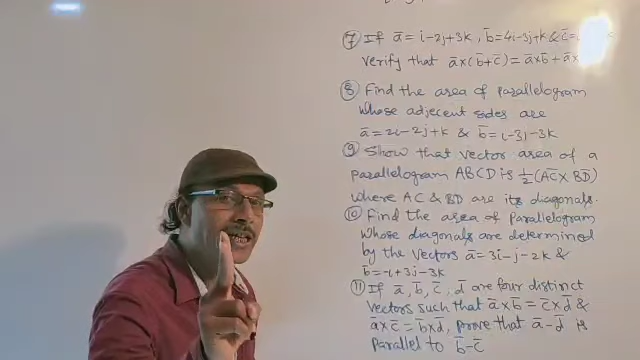 ⑦ If ā = i-2j+3k, b̄ = 4i-3j+k & c̄ =
verify that ā×(b̄+c̄) = ā×b̄ + ā×
⑧ Find the area of parallelogram
whose adjecent sides are
ā = 2i-2j+k & b̄ = i-3j-3k
⑨ Show that vector area of a
parallelogram ABCD is ½(AC × BD)
where AC & BD are its diagonals.
⑩ Find the area of parallelogram
whose diagonals are determined
by the vectors ā = 3i-j-2k &
b̄ = -i+3j-3k
⑪ If ā, b̄, c̄, d̄ are four distinct
vectors such that ā×b̄ = c̄×d̄ &
ā×c̄ = b̄×d̄, prove that ā-d̄ is
parallel to b̄-c̄